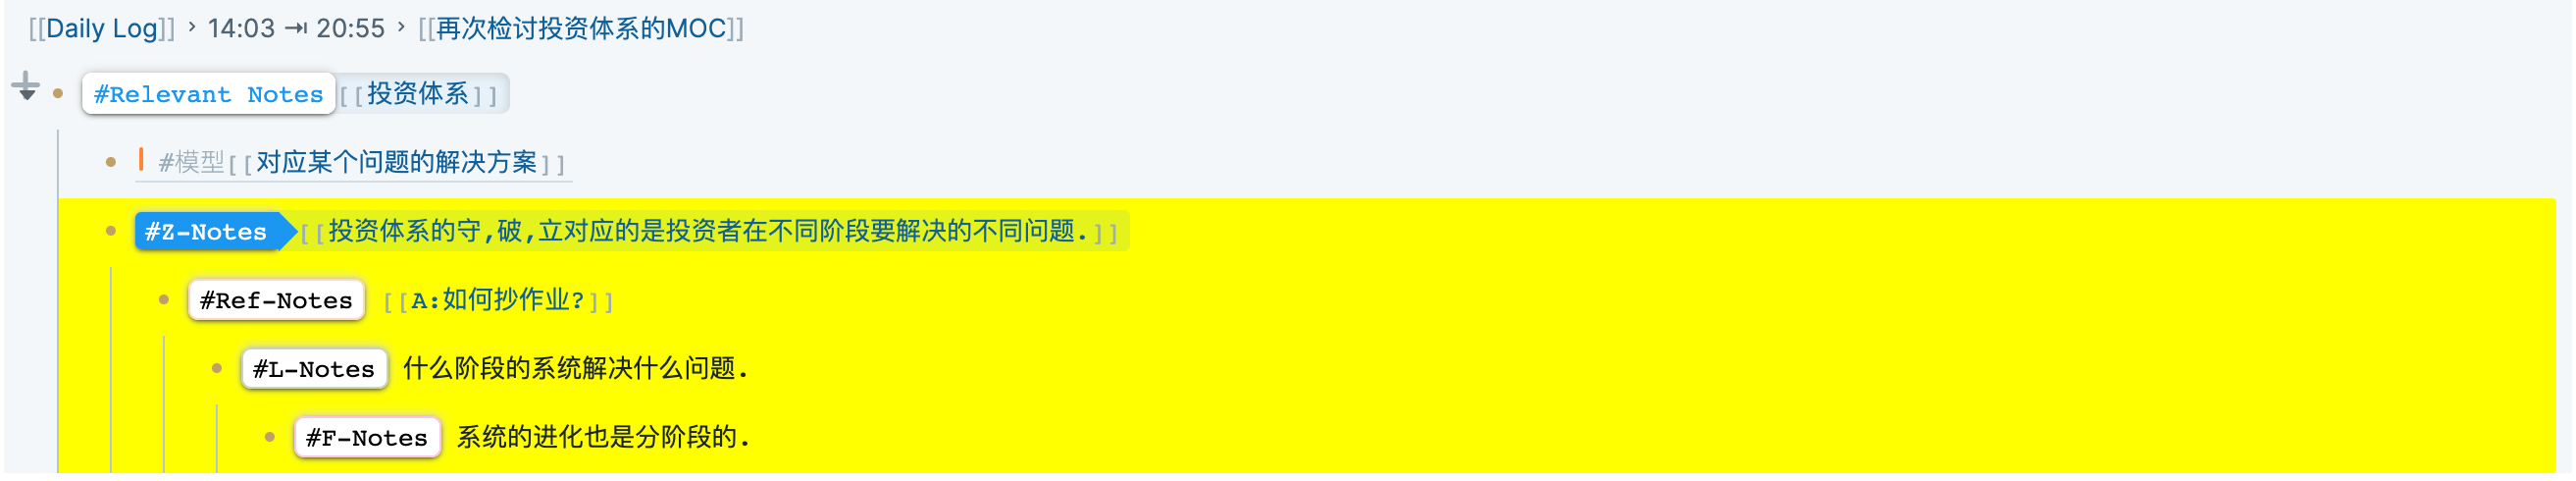 [[Daily Log]] › 14:03 ⇥ 20:55 › [[再次检讨投资体系的MOC]]
#Relevant Notes[[投资体系]]
#模型[[对应某个问题的解决方案]]
#Z-Notes[[投资体系的守,破,立对应的是投资者在不同阶段要解决的不同问题.]]
#Ref-Notes [[A:如何抄作业?]]
#L-Notes 什么阶段的系统解决什么问题.
#F-Notes 系统的进化也是分阶段的.